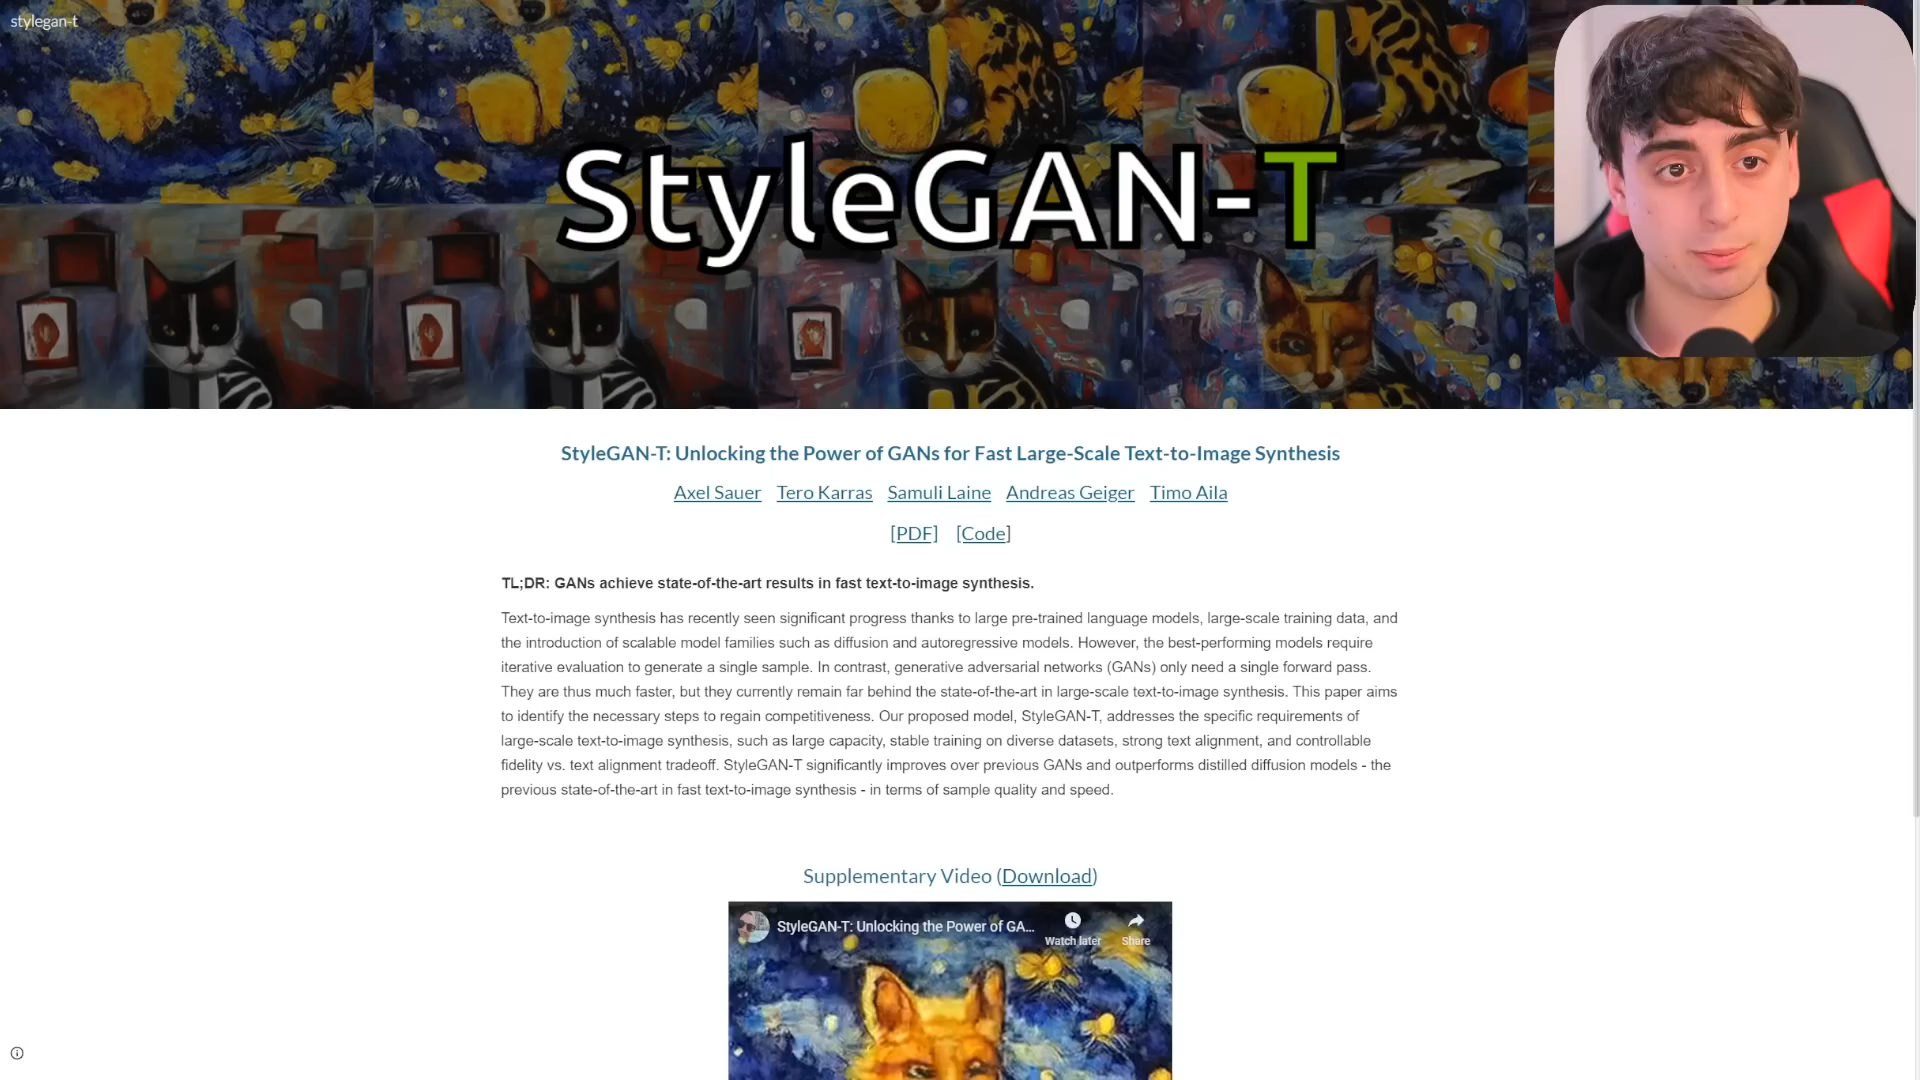 stylegan-t
StyleGAN-T
StyleGAN-T: Unlocking the Power of GANs for Fast Large-Scale Text-to-Image Synthesis
Axel Sauer Tero Karras Samuli Laine Andreas Geiger Timo Aila
[PDF] [Code]
TL;DR: GANs achieve state-of-the-art results in fast text-to-image synthesis.
Text-to-image synthesis has recently seen significant progress thanks to large pre-trained language models, large-scale training data, and
the introduction of scalable model families such as diffusion and autoregressive models. However, the best-performing models require
iterative evaluation to generate a single sample. In contrast, generative adversarial networks (GANs) only need a single forward pass.
They are thus much faster, but they currently remain far behind the state-of-the-art in large-scale text-to-image synthesis. This paper aims
to identify the necessary steps to regain competitiveness. Our proposed model, StyleGAN-T, addresses the specific requirements of
large-scale text-to-image synthesis, such as large capacity, stable training on diverse datasets, strong text alignment, and controllable
fidelity vs. text alignment tradeoff. StyleGAN-T significantly improves over previous GANs and outperforms distilled diffusion models - the
previous state-of-the-art in fast text-to-image synthesis - in terms of sample quality and speed.
Supplementary Video (Download)
StyleGAN-T: Unlocking the Power of GA...
Watch later Share